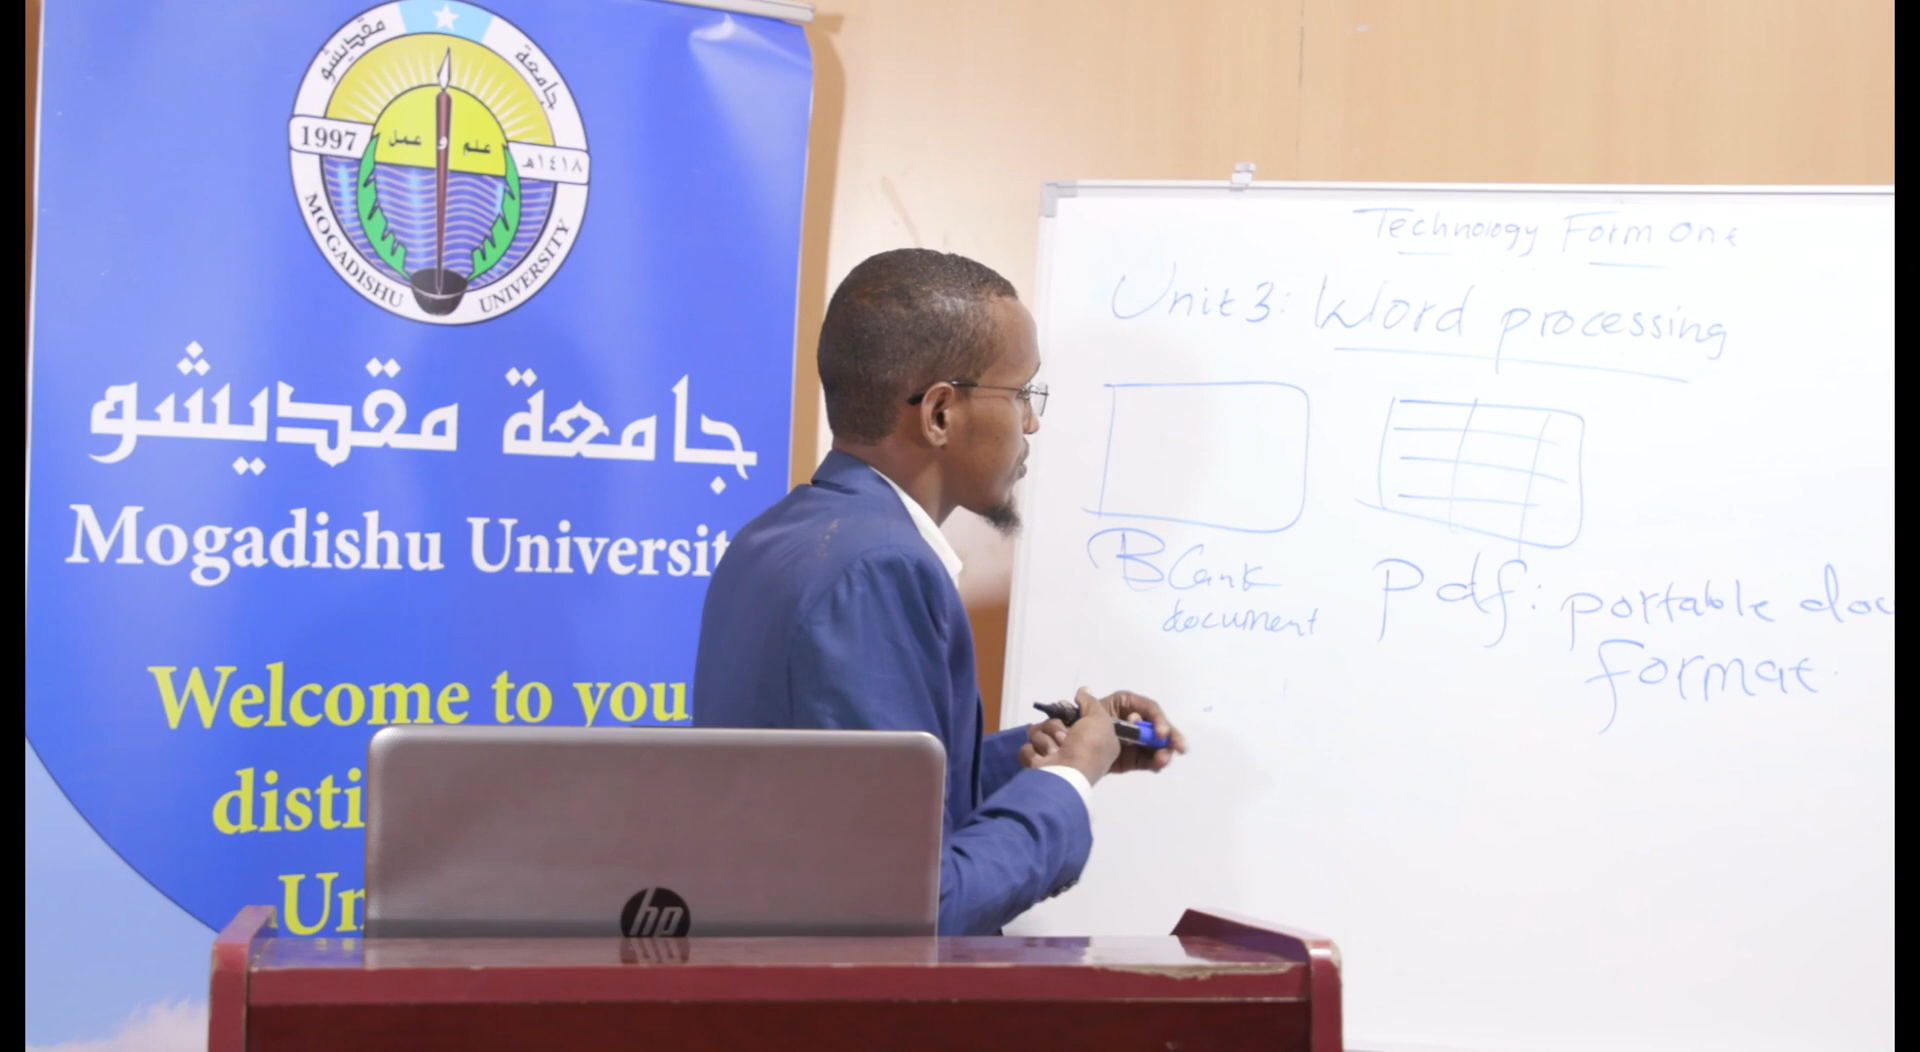 جامعة مقديشو
1997
علم و عمل
١٤١٨هـ
MOGADISHU UNIVERSITY
جامعة مقديشو
Mogadishu Universit
Welcome to you
disti
Un
hp
Technology Form One
Unit 3: Word processing
Blank
document
Pdf: portable doc
format.